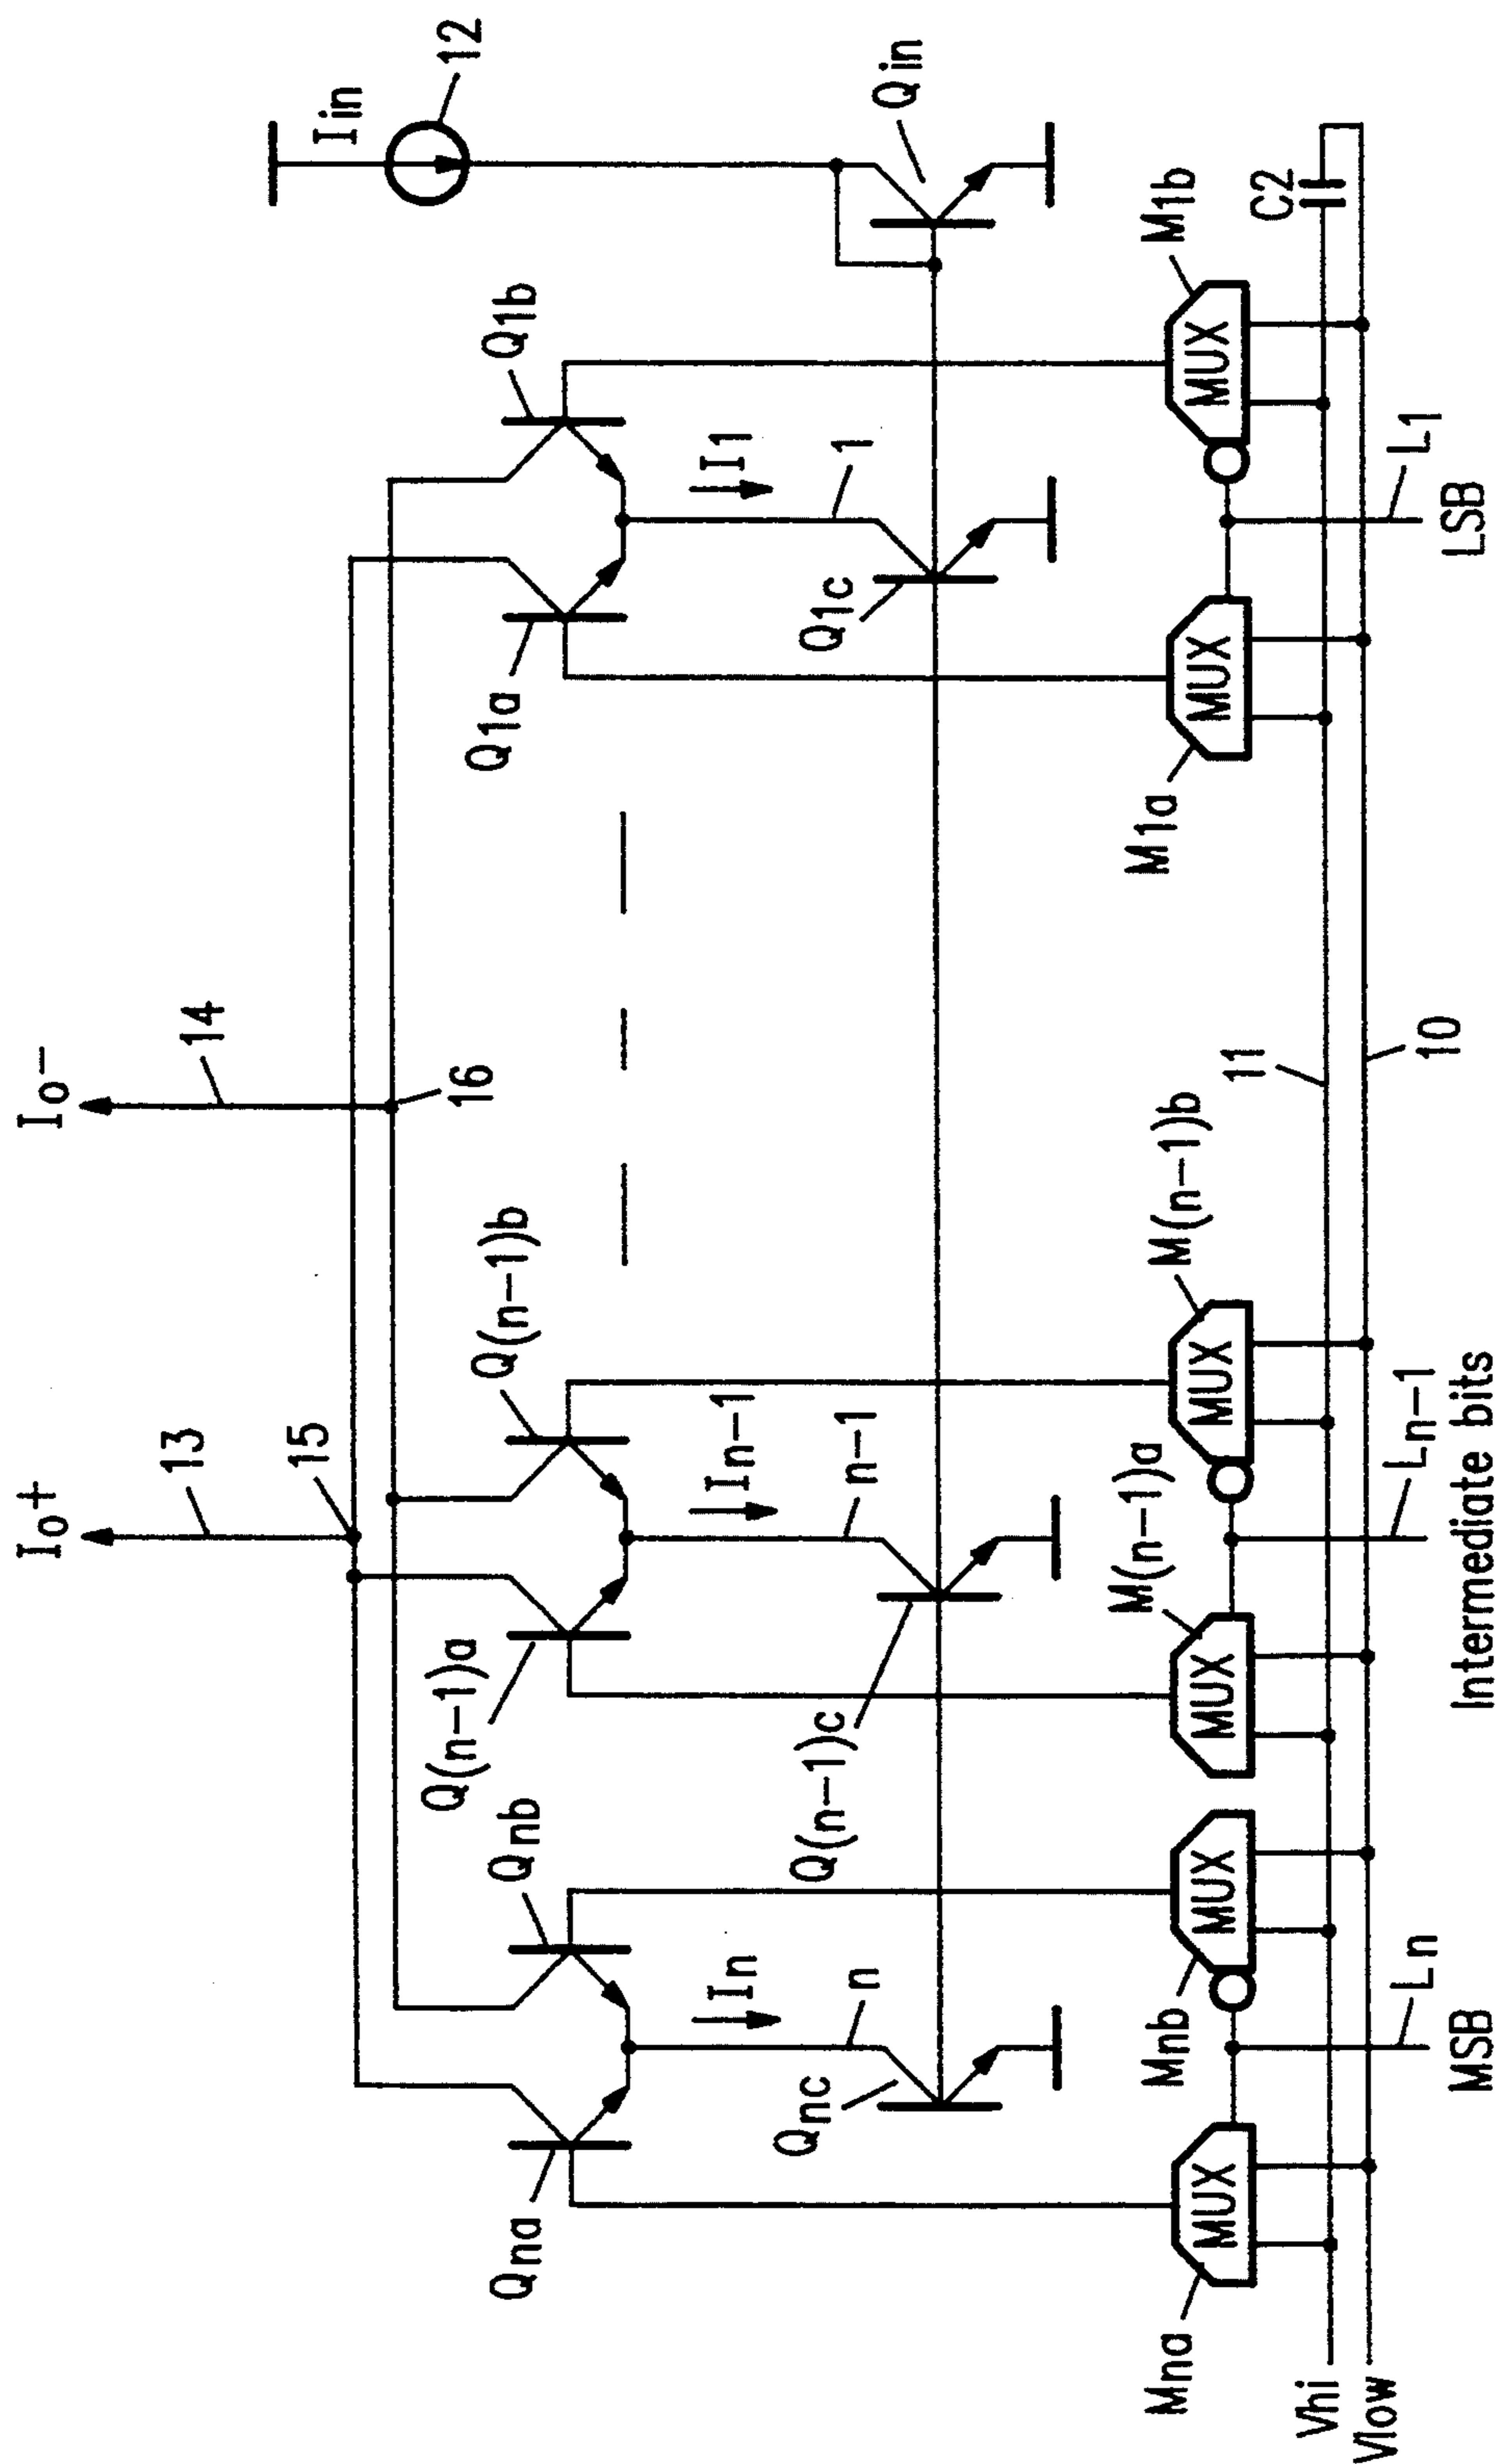 Io+
Io−
13
14
Iin
12
15
16
Qna
Qnb
Q(n−1)a
Q(n−1)b
Q1a
Q1b
In
In−1
I1
n
n−1
1
Qnc
Q(n−1)c
Q1c
Qin
Mna
Mnb
M(n−1)a
M(n−1)b
M1a
M1b
MUX
MUX
MUX
MUX
MUX
MUX
C2
Vhi
Vlow
11
10
Ln
Ln−1
L1
MSB
Intermediate bits
LSB